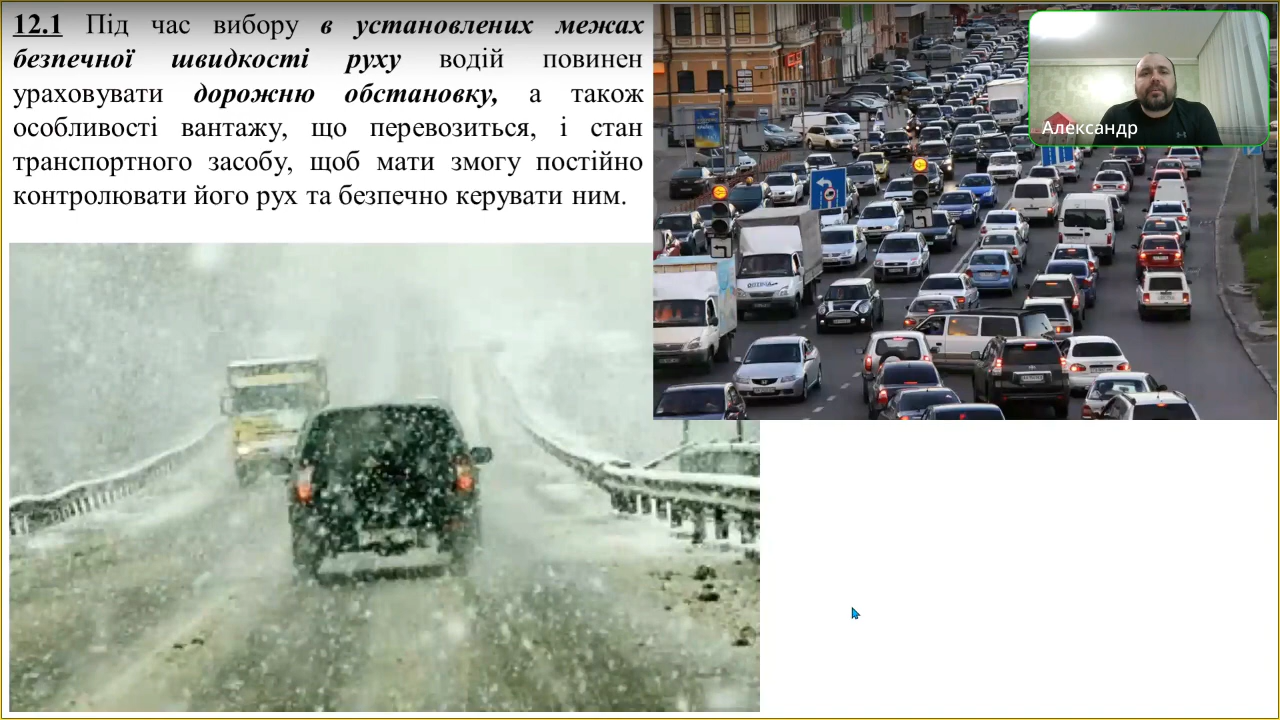 12.1 Під час вибору в установлених межах
безпечної швидкості руху водій повинен
ураховувати дорожню обстановку, а також
особливості вантажу, що перевозиться, і стан
транспортного засобу, щоб мати змогу постійно
контролювати його рух та безпечно керувати ним.
Александр